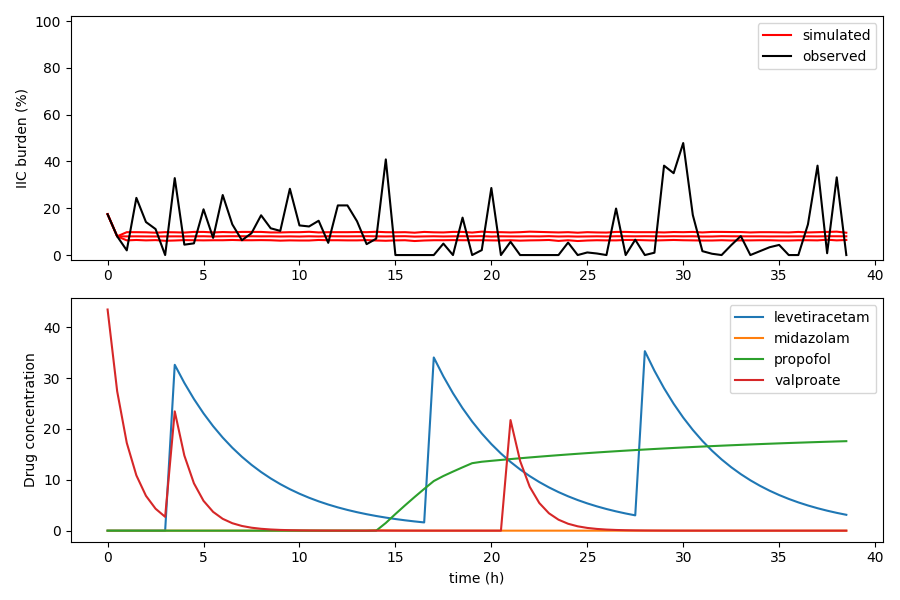 100
80
60
40
20
0
IIC burden (%)
simulated
observed
0 5 10 15 20 25 30 35 40
40
30
20
10
0
Drug concentration
levetiracetam
midazolam
propofol
valproate
0 5 10 15 20 25 30 35 40
time (h)